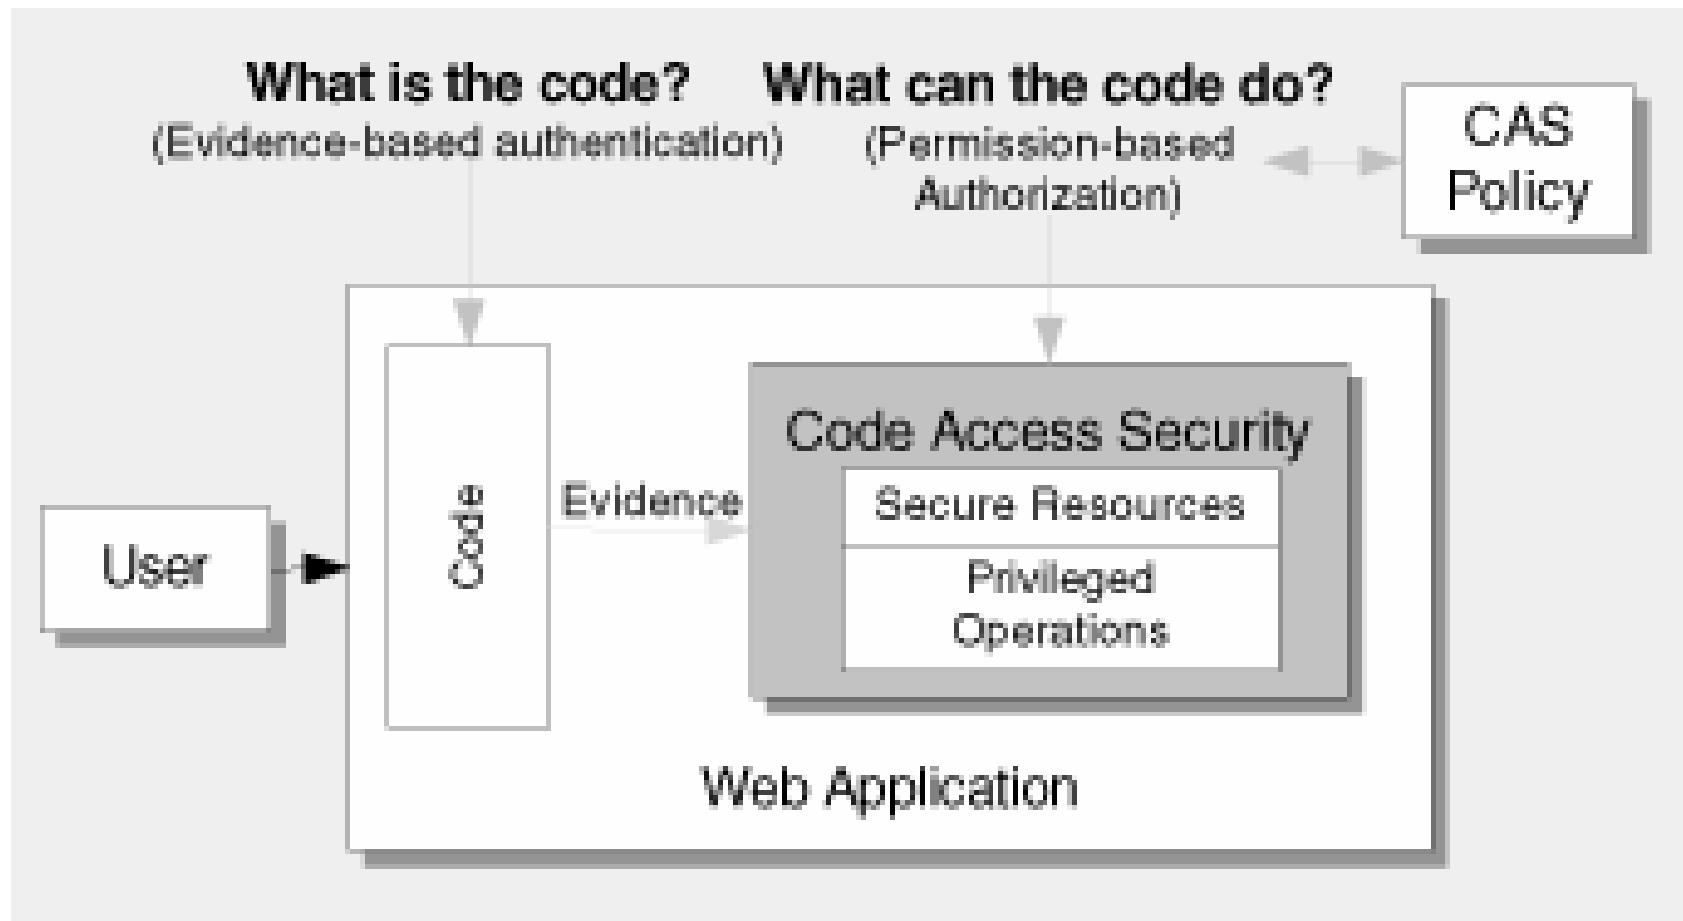 What is the code?
(Evidence-based authentication)
What can the code do?
(Permission-based
Authorization)
CAS
Policy
User
Code
Evidence
Code Access Security
Secure Resources
Privileged
Operations
Web Application